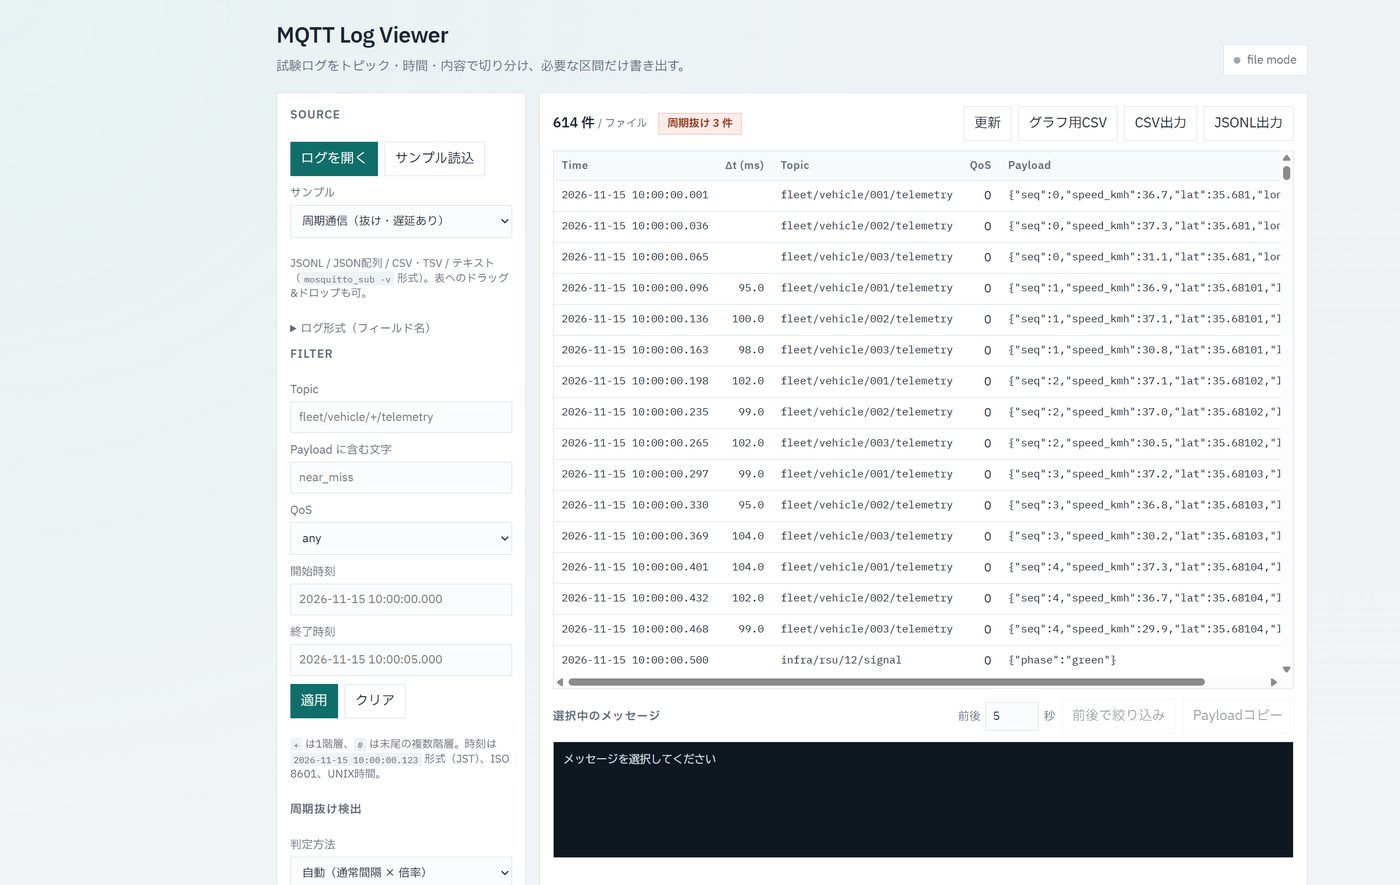 MQTT Log Viewer
試験ログをトピック・時間・内容で切り分け、必要な区間だけ書き出す。
file mode
SOURCE
ログを開く サンプル読込
サンプル
周期通信（抜け・遅延あり）
JSONL / JSON配列 / CSV・TSV / テキスト
（mosquitto_sub -v 形式）。表へのドラッグ
&ドロップも可。
▶ ログ形式（フィールド名）
FILTER
Topic
fleet/vehicle/+/telemetry
Payload に含む文字
near_miss
QoS
any
開始時刻
2026-11-15 10:00:00.000
終了時刻
2026-11-15 10:00:05.000
適用 クリア
+ は1階層、 # は末尾の複数階層。時刻は
2026-11-15 10:00:00.123 形式（JST）、ISO
8601、UNIX時間。
周期抜け検出
判定方法
自動（通常間隔 × 倍率）
614 件 / ファイル 周期抜け 3 件 更新 グラフ用CSV CSV出力 JSONL出力
Time Δt (ms) Topic QoS Payload
2026-11-15 10:00:00.001 fleet/vehicle/001/telemetry 0 {"seq":0,"speed_kmh":36.7,"lat":35.681,"lor
2026-11-15 10:00:00.036 fleet/vehicle/002/telemetry 0 {"seq":0,"speed_kmh":37.3,"lat":35.681,"lor
2026-11-15 10:00:00.065 fleet/vehicle/003/telemetry 0 {"seq":0,"speed_kmh":31.1,"lat":35.681,"lor
2026-11-15 10:00:00.096 95.0 fleet/vehicle/001/telemetry 0 {"seq":1,"speed_kmh":36.9,"lat":35.68101,"l
2026-11-15 10:00:00.136 100.0 fleet/vehicle/002/telemetry 0 {"seq":1,"speed_kmh":37.1,"lat":35.68101,"l
2026-11-15 10:00:00.163 98.0 fleet/vehicle/003/telemetry 0 {"seq":1,"speed_kmh":30.8,"lat":35.68101,"l
2026-11-15 10:00:00.198 102.0 fleet/vehicle/001/telemetry 0 {"seq":2,"speed_kmh":37.1,"lat":35.68102,"l
2026-11-15 10:00:00.235 99.0 fleet/vehicle/002/telemetry 0 {"seq":2,"speed_kmh":37.0,"lat":35.68102,"l
2026-11-15 10:00:00.265 102.0 fleet/vehicle/003/telemetry 0 {"seq":2,"speed_kmh":30.5,"lat":35.68102,"l
2026-11-15 10:00:00.297 99.0 fleet/vehicle/001/telemetry 0 {"seq":3,"speed_kmh":37.2,"lat":35.68103,"l
2026-11-15 10:00:00.330 95.0 fleet/vehicle/002/telemetry 0 {"seq":3,"speed_kmh":36.8,"lat":35.68103,"l
2026-11-15 10:00:00.369 104.0 fleet/vehicle/003/telemetry 0 {"seq":3,"speed_kmh":30.2,"lat":35.68103,"l
2026-11-15 10:00:00.401 104.0 fleet/vehicle/001/telemetry 0 {"seq":4,"speed_kmh":37.3,"lat":35.68104,"l
2026-11-15 10:00:00.432 102.0 fleet/vehicle/002/telemetry 0 {"seq":4,"speed_kmh":36.7,"lat":35.68104,"l
2026-11-15 10:00:00.468 99.0 fleet/vehicle/003/telemetry 0 {"seq":4,"speed_kmh":29.9,"lat":35.68104,"l
2026-11-15 10:00:00.500 infra/rsu/12/signal 0 {"phase":"green"}
選択中のメッセージ 前後 5 秒 前後で絞り込み Payloadコピー
メッセージを選択してください